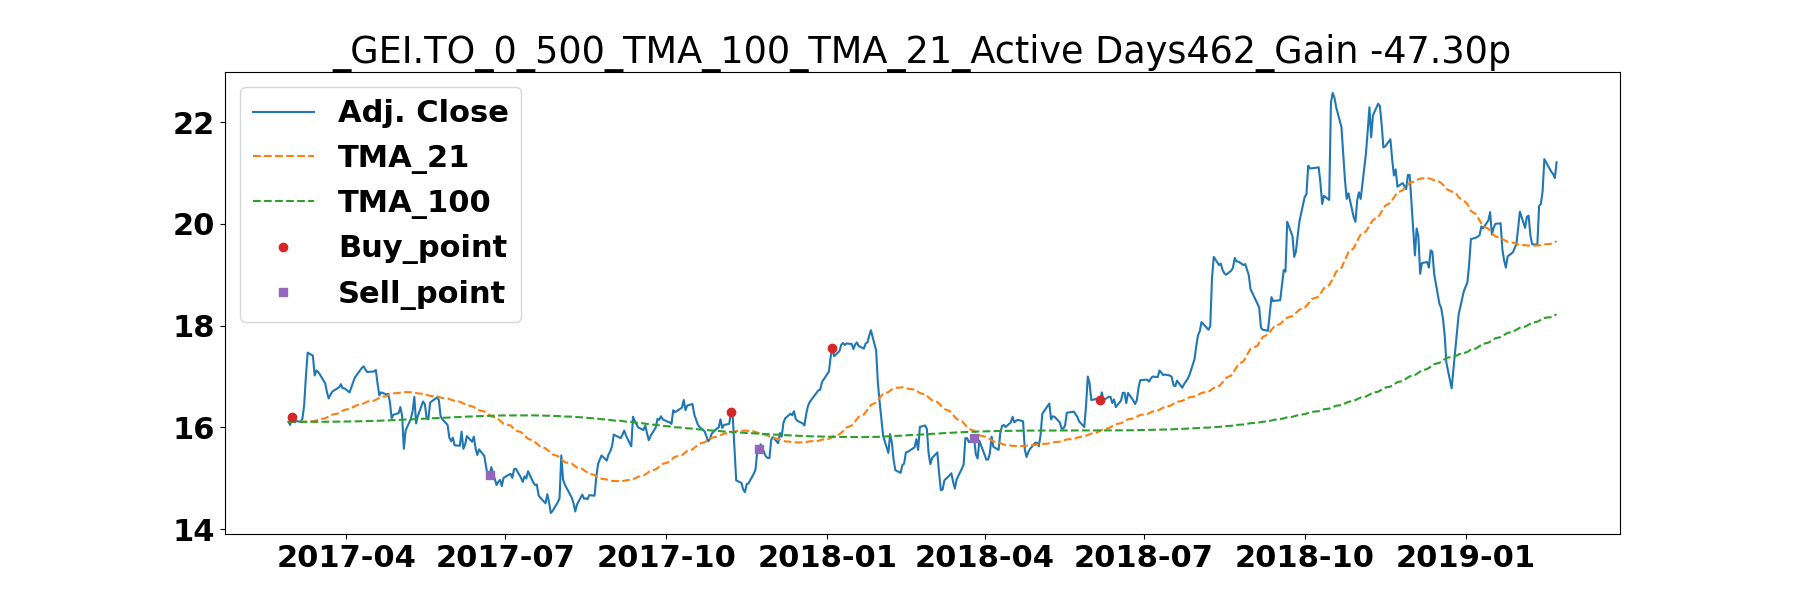 _GEI.TO_0_500_TMA_100_TMA_21_Active Days462_Gain -47.30p
Adj. Close
TMA_21
TMA_100
Buy_point
Sell_point
22
20
18
16
14
2017-04 2017-07 2017-10 2018-01 2018-04 2018-07 2018-10 2019-01